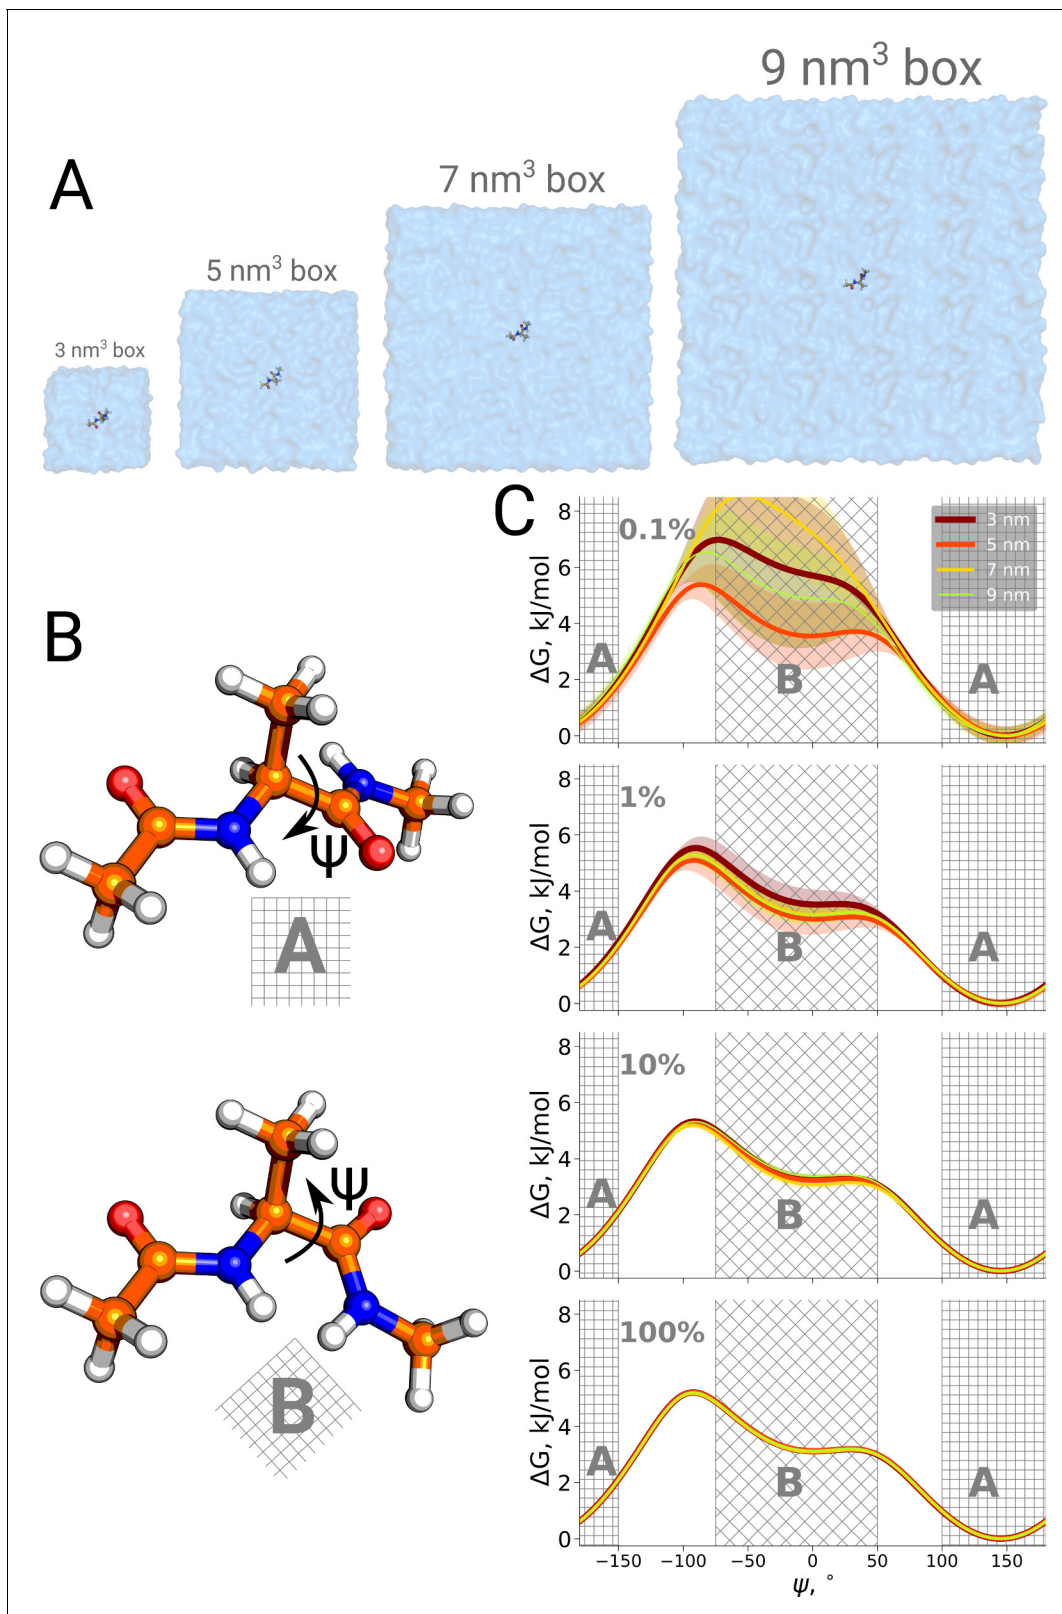 A
3 nm³ box
5 nm³ box
7 nm³ box
9 nm³ box
B
Ψ
A
Ψ
B
C
0.1%
3 nm
5 nm
7 nm
9 nm
ΔG, kJ/mol
8
6
4
2
0
A
B
A
1%
ΔG, kJ/mol
8
6
4
2
0
A
B
A
10%
ΔG, kJ/mol
8
6
4
2
0
A
B
A
100%
ΔG, kJ/mol
8
6
4
2
0
A
B
A
−150 −100 −50 0 50 100 150
ψ, °